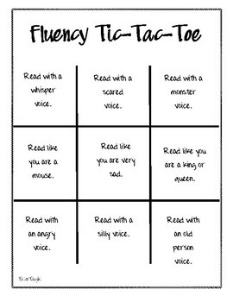 Fluency Tic-Tac-Toe
Read with a
whisper
voice.
Read with a
scared
voice.
Read with a
monster
voice.
Read like
you are a
mouse.
Read like
you are very
sad.
Read like you
are a king or
queen.
Read with
an angry
voice.
Read with a
silly voice.
Read with
an old
person
voice.